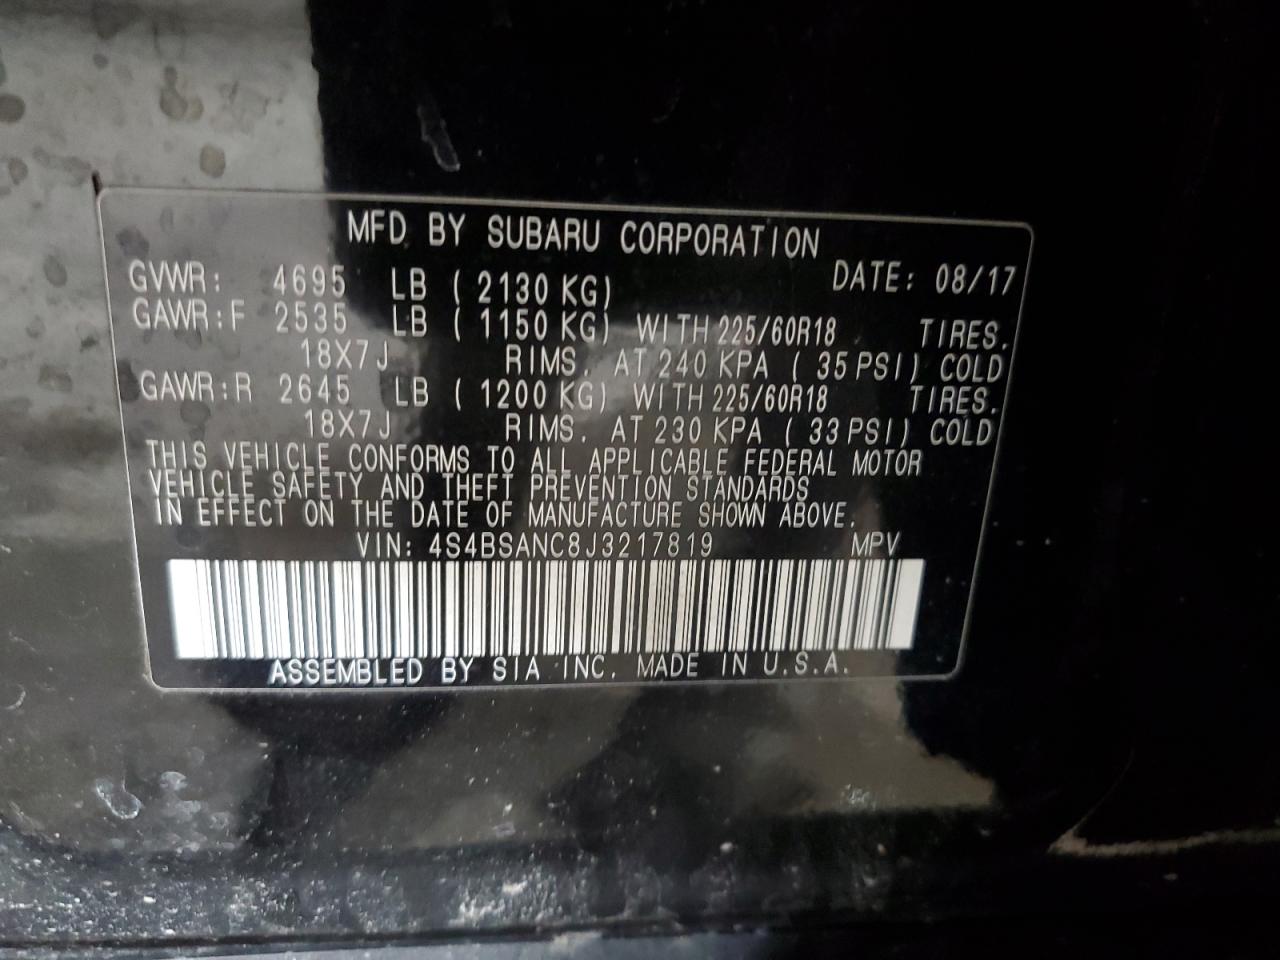 MFD BY SUBARU CORPORATION
GVWR: 4695 LB ( 2130 KG) DATE: 08/17
GAWR:F 2535 LB ( 1150 KG) WITH 225/60R18 TIRES.
18X7J RIMS. AT 240 KPA ( 35 PSI) COLD
GAWR:R 2645 LB ( 1200 KG) WITH 225/60R18 TIRES.
18X7J RIMS. AT 230 KPA ( 33 PSI) COLD
THIS VEHICLE CONFORMS TO ALL APPLICABLE FEDERAL MOTOR
VEHICLE SAFETY AND THEFT PREVENTION STANDARDS
IN EFFECT ON THE DATE OF MANUFACTURE SHOWN ABOVE.
VIN: 4S4BSANC8J3217819 MPV
ASSEMBLED BY SIA INC. MADE IN U.S.A.